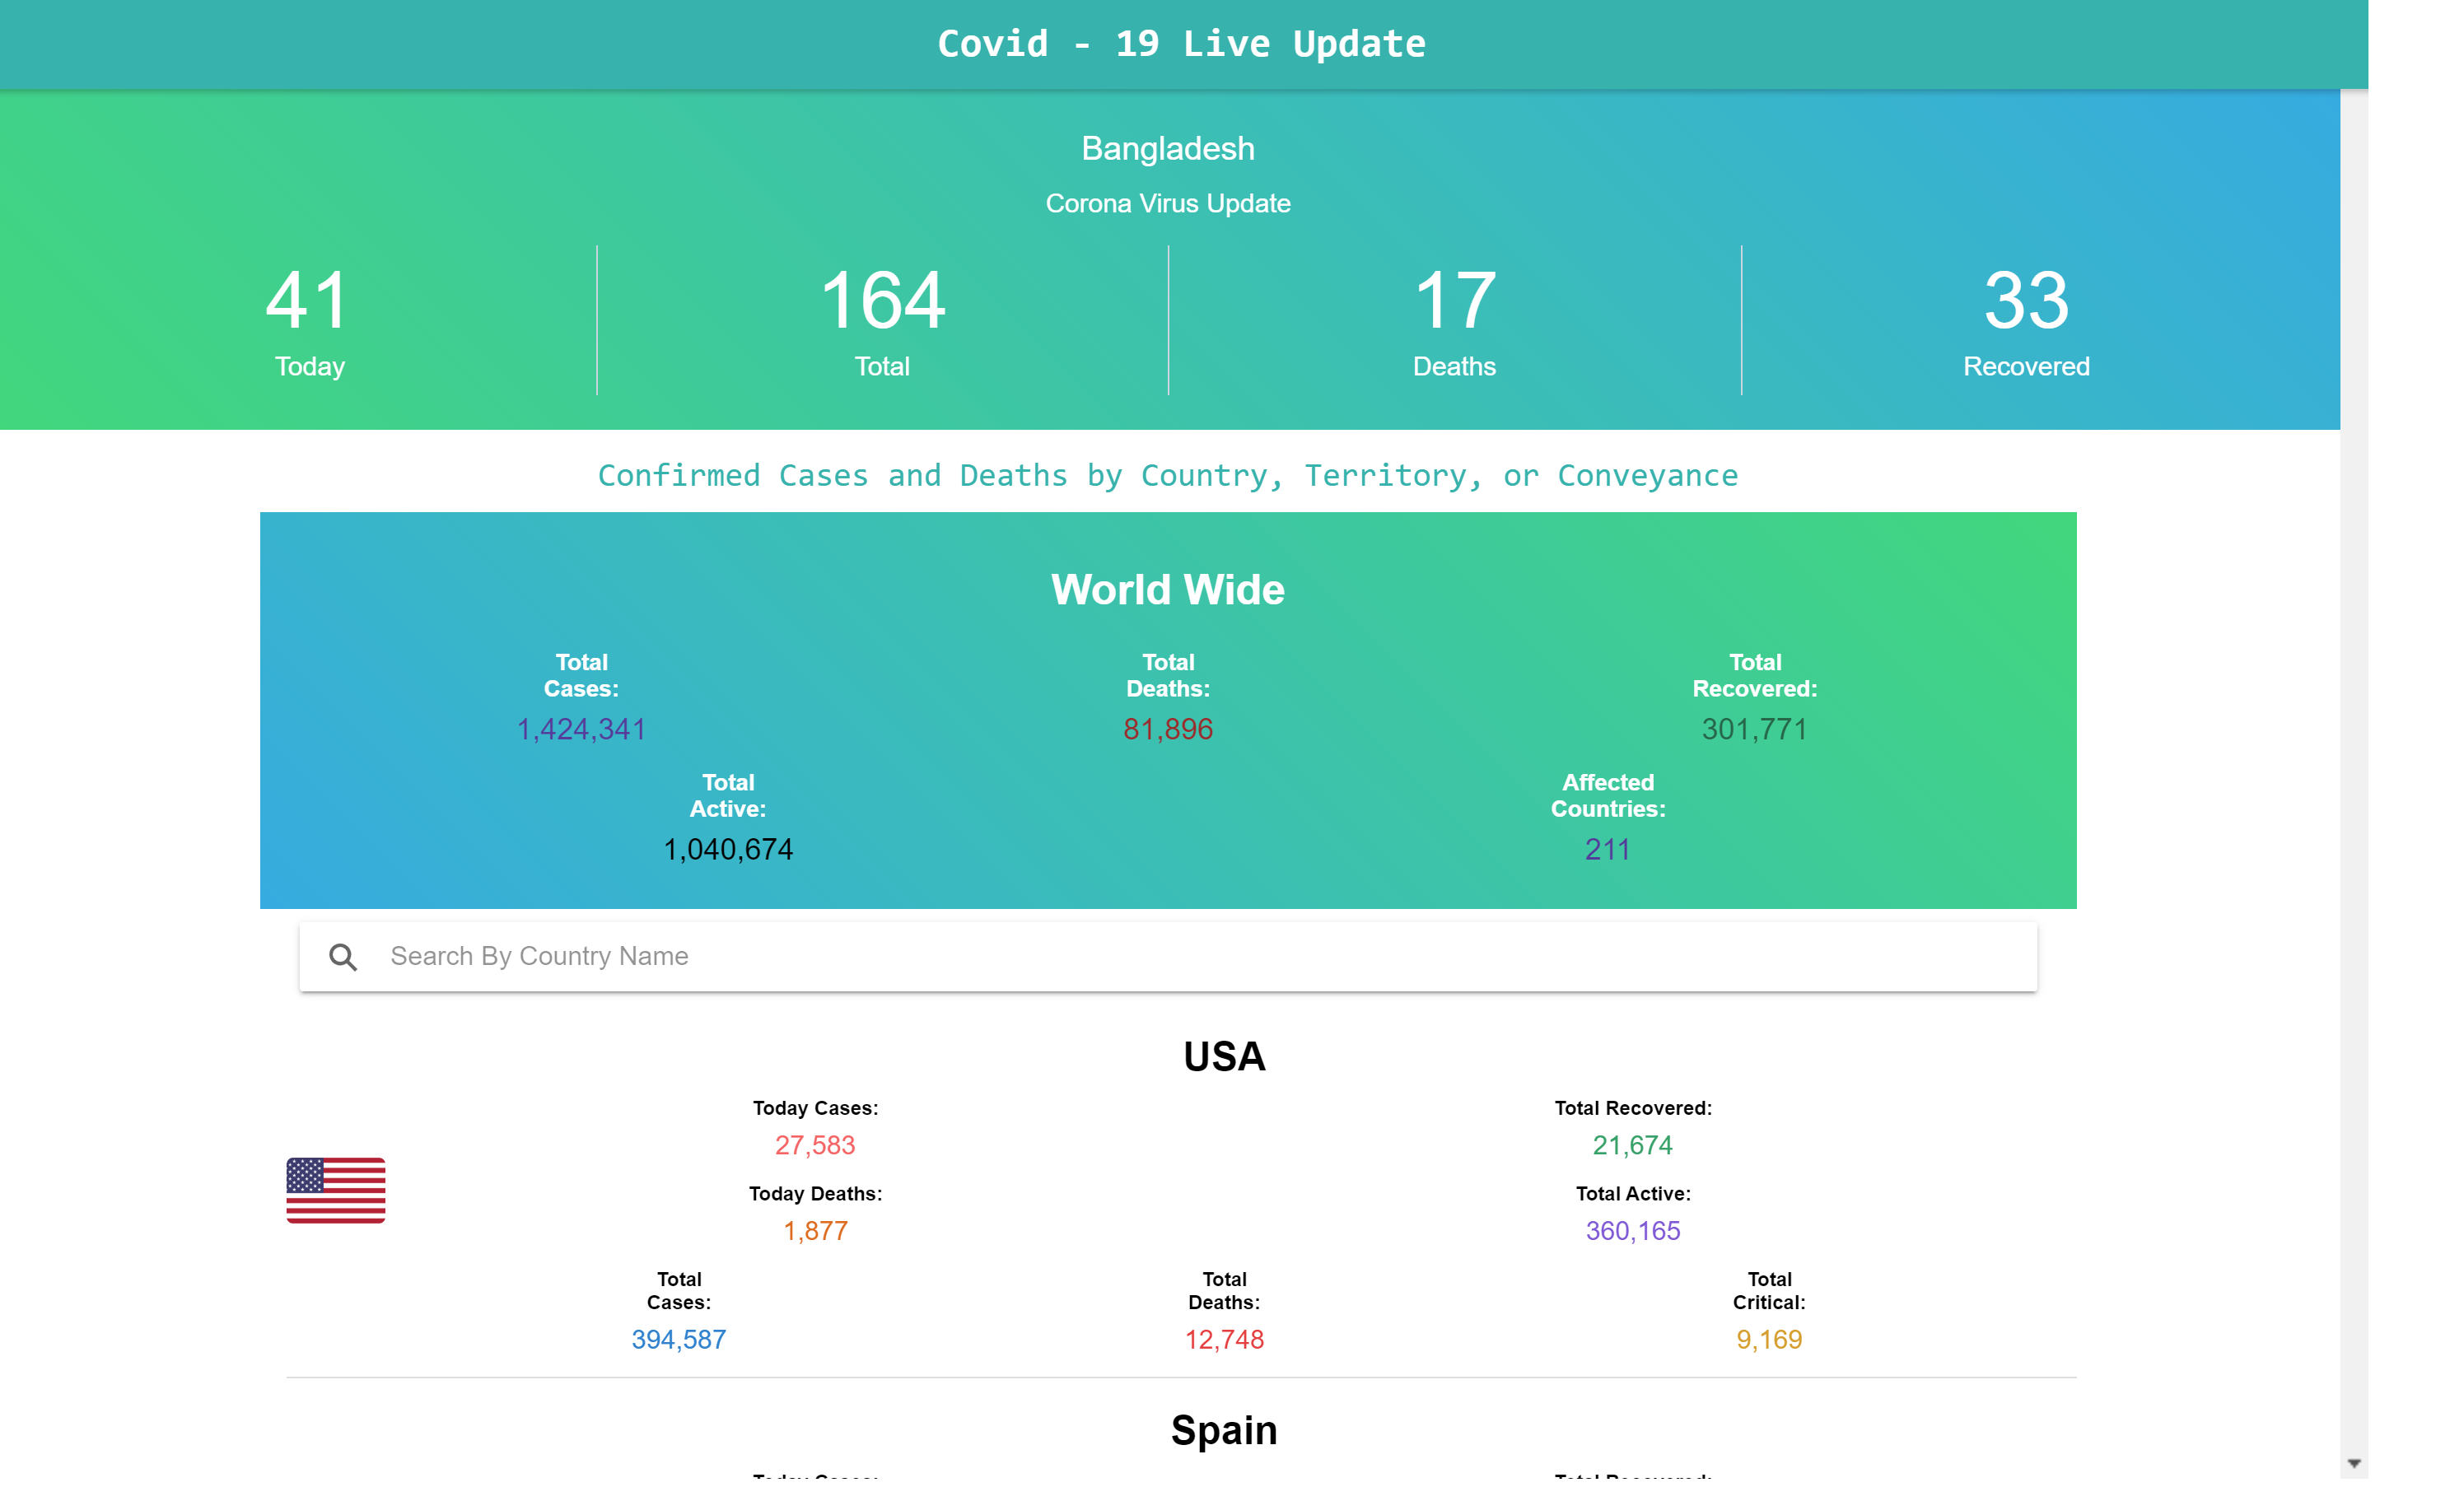 Covid - 19 Live Update
Bangladesh
Corona Virus Update
41
Today
164
Total
17
Deaths
33
Recovered
Confirmed Cases and Deaths by Country, Territory, or Conveyance
World Wide
Total
Cases:
1,424,341
Total
Deaths:
81,896
Total
Recovered:
301,771
Total
Active:
1,040,674
Affected
Countries:
211
Search By Country Name
USA
Today Cases:
27,583
Total Recovered:
21,674
Today Deaths:
1,877
Total Active:
360,165
Total
Cases:
394,587
Total
Deaths:
12,748
Total
Critical:
9,169
Spain
Today Cases:
Total Recovered: